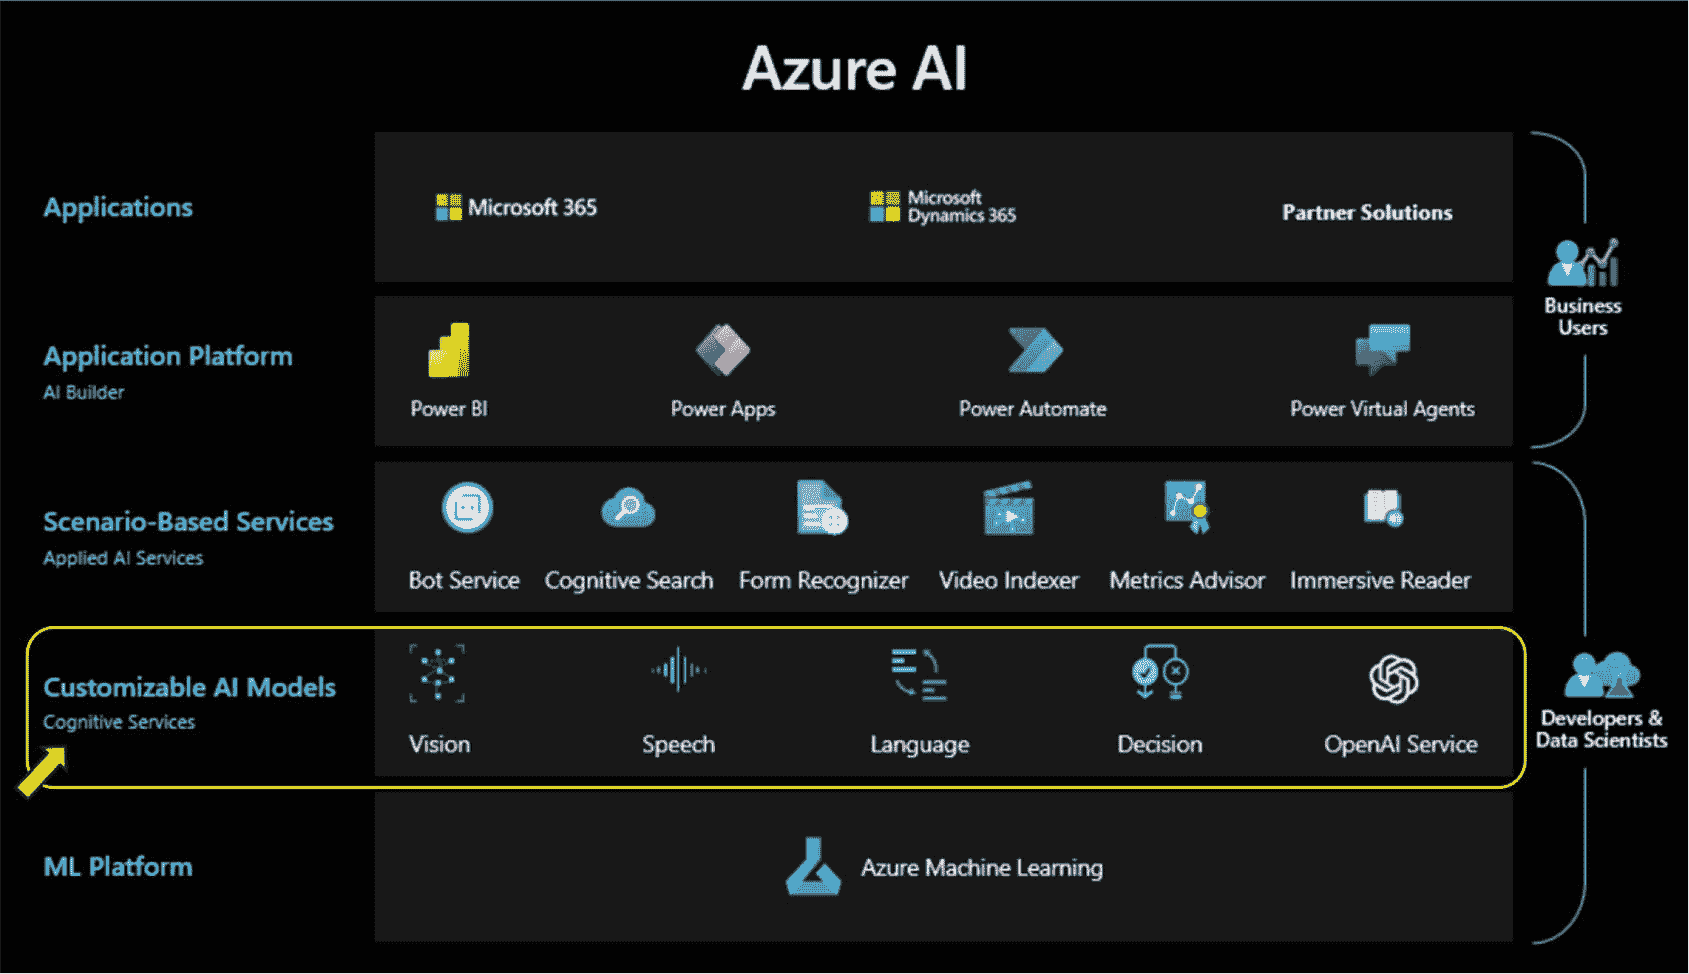 Azure AI
Applications
Microsoft 365
Microsoft
Dynamics 365
Partner Solutions
Business
Users
Application Platform
AI Builder
Power BI
Power Apps
Power Automate
Power Virtual Agents
Scenario-Based Services
Applied AI Services
Bot Service
Cognitive Search
Form Recognizer
Video Indexer
Metrics Advisor
Immersive Reader
Customizable AI Models
Cognitive Services
Vision
Speech
Language
Decision
OpenAI Service
Developers &
Data Scientists
ML Platform
Azure Machine Learning